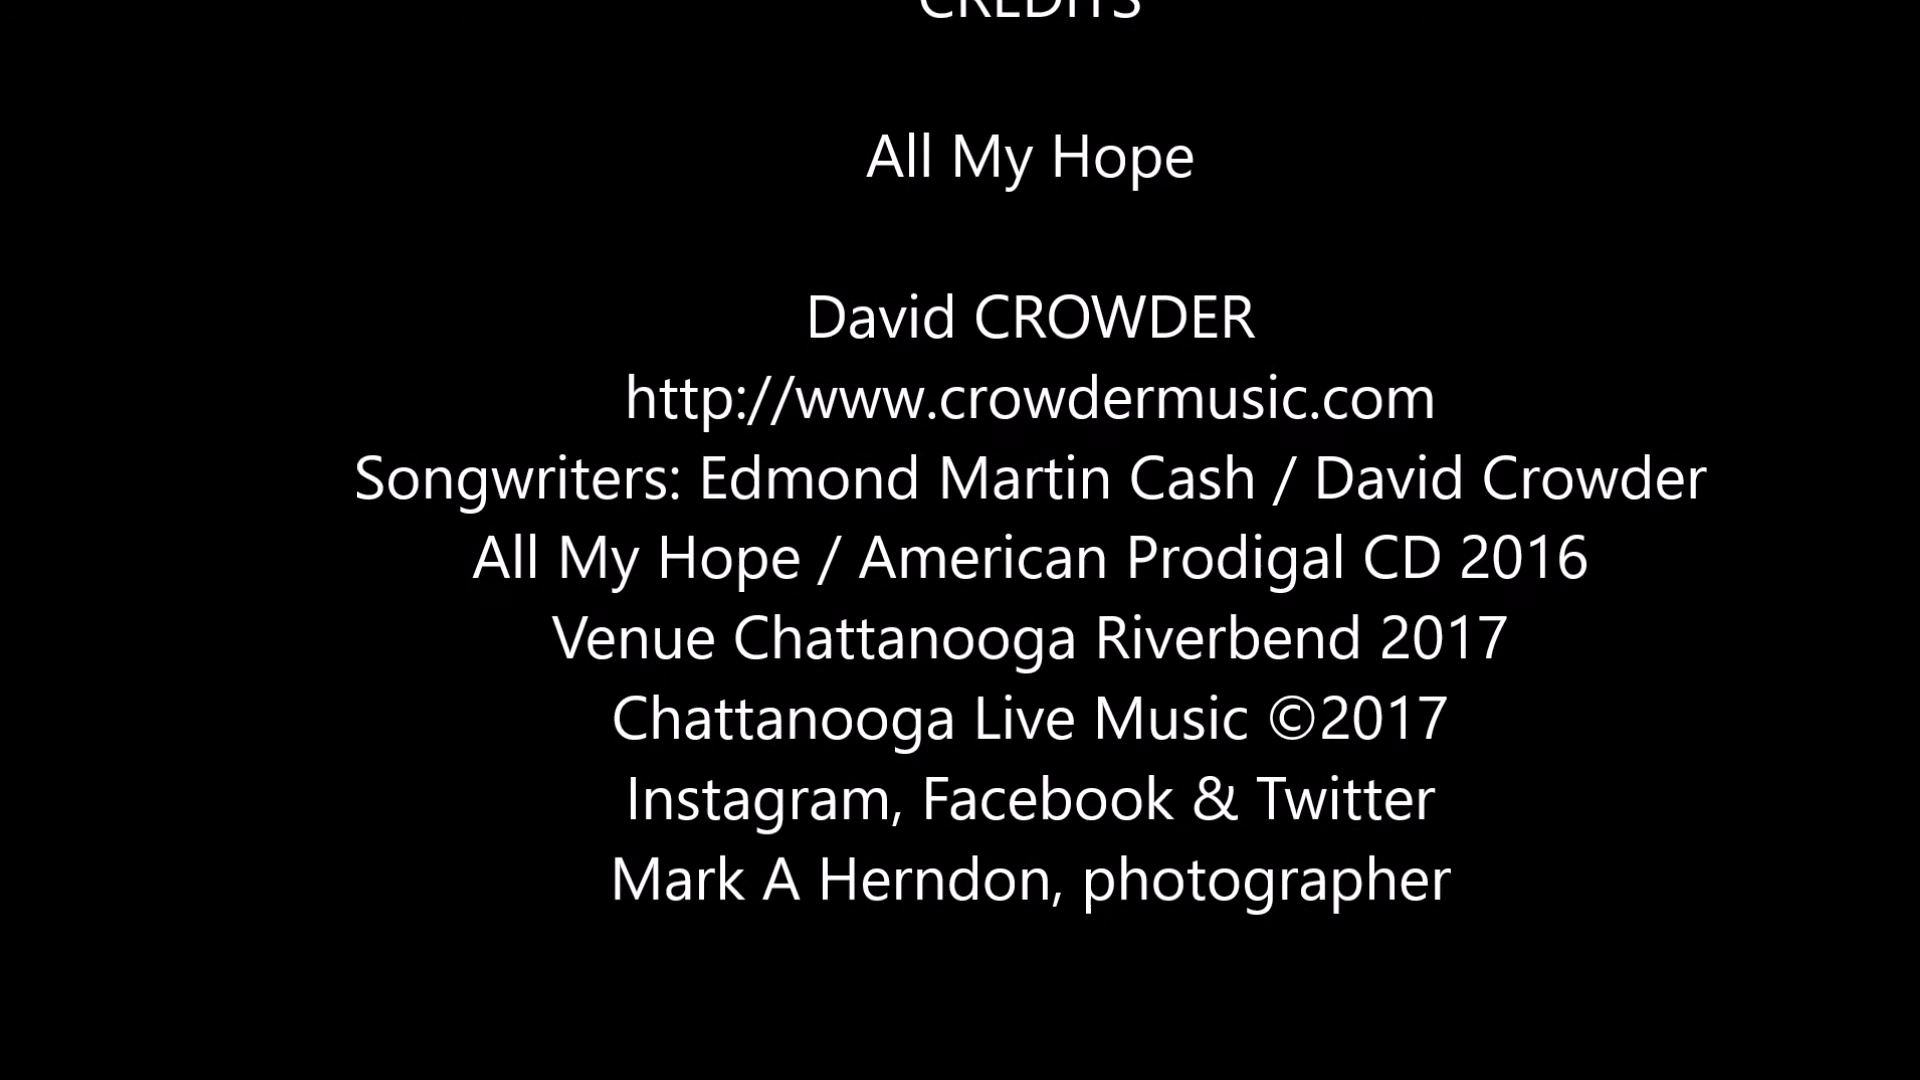 CREDITS
All My Hope
David CROWDER
http://www.crowdermusic.com
Songwriters: Edmond Martin Cash / David Crowder
All My Hope / American Prodigal CD 2016
Venue Chattanooga Riverbend 2017
Chattanooga Live Music ©2017
Instagram, Facebook & Twitter
Mark A Herndon, photographer